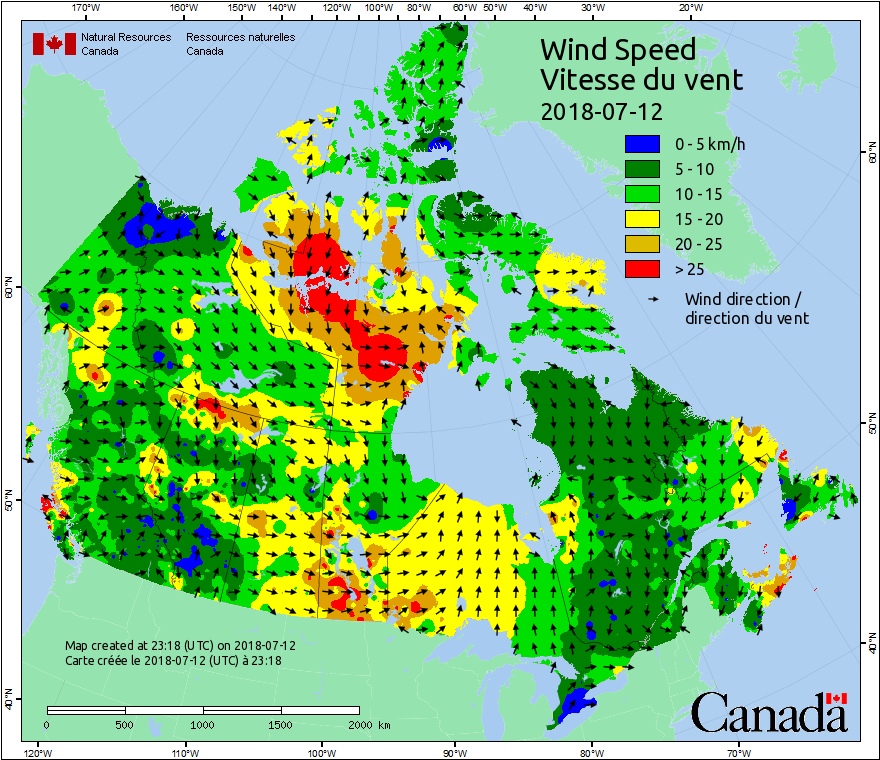 170°W 160°W 150°W 140°W 130°W 120°W 110°W 100°W 80°W 60°W 50°W 40°W 30°W 20°W
Natural Resources Canada
Ressources naturelles Canada
Wind Speed
Vitesse du vent
2018-07-12
0 - 5 km/h
5 - 10
10 - 15
15 - 20
20 - 25
> 25
Wind direction /
direction du vent
60°N
60°N
50°N
50°N
40°N
40°N
Map created at 23:18 (UTC) on 2018-07-12
Carte créée le 2018-07-12 (UTC) à 23:18
0 500 1000 1500 2000 km
Canada
120°W 110°W 100°W 90°W 80°W 70°W